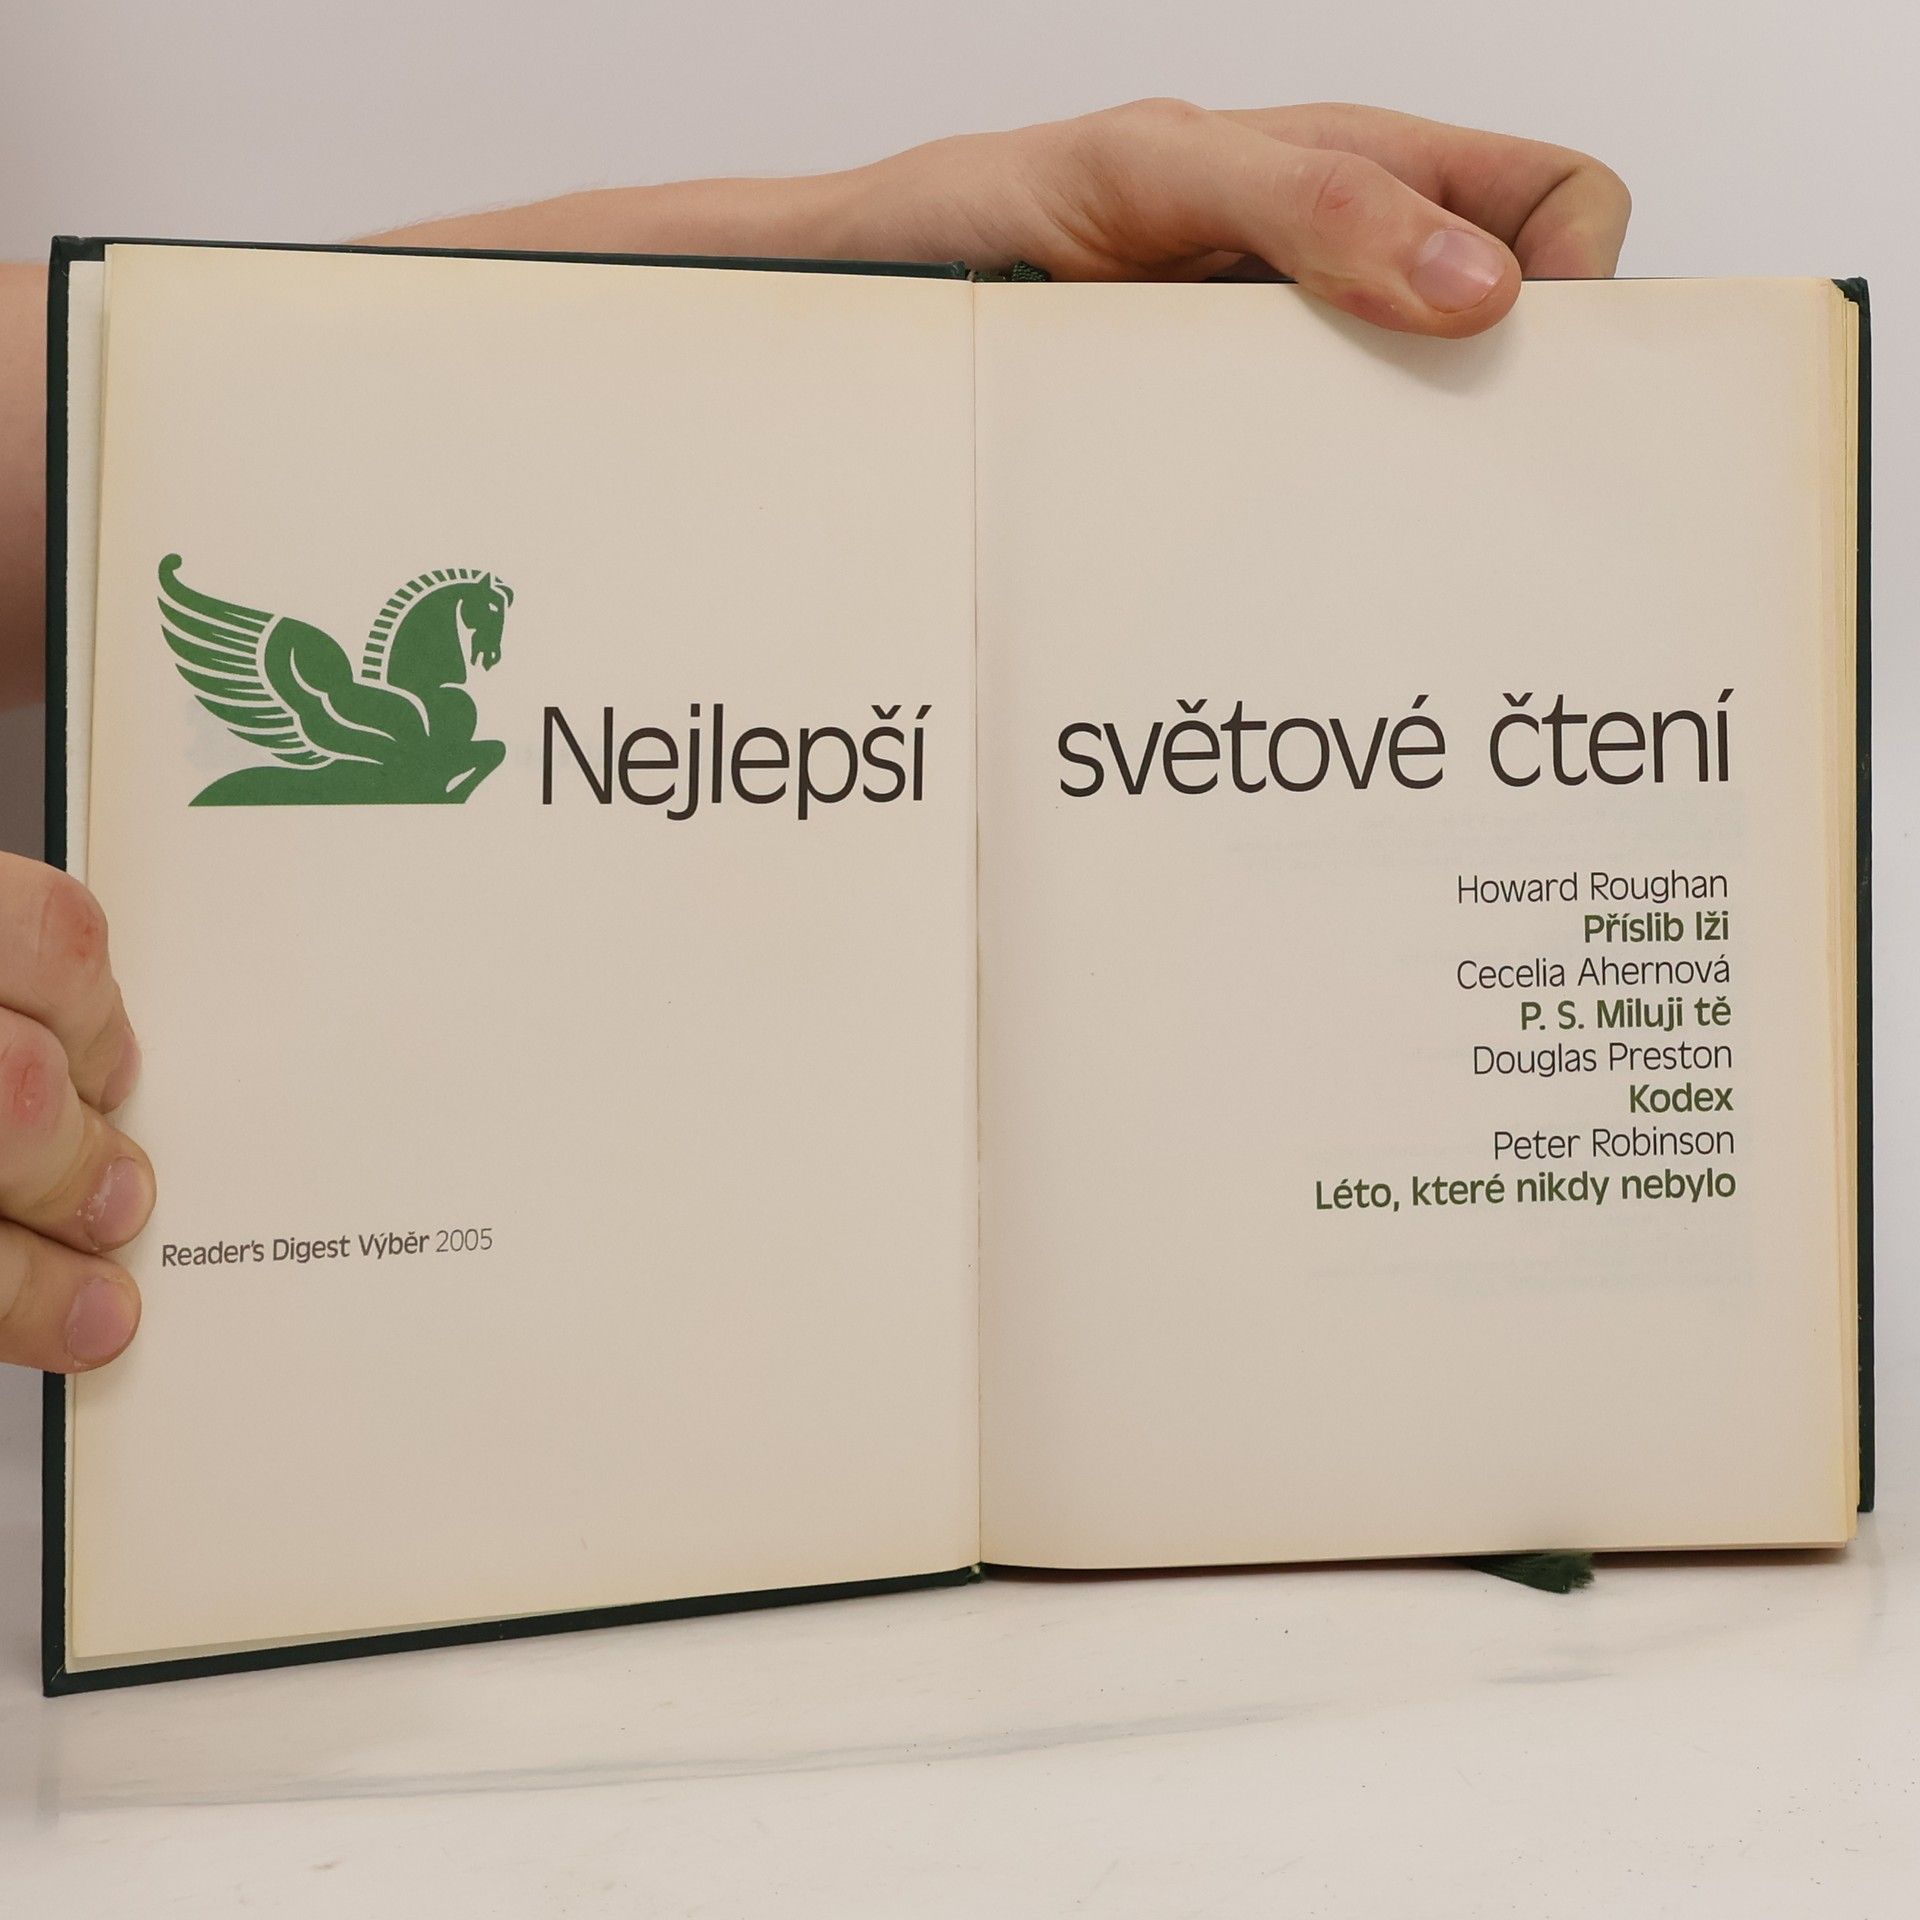 Nejlepší světové čtení
Howard Roughan
Příslib lži
Cecelia Ahernová
P. S. Miluji tě
Douglas Preston
Kodex
Peter Robinson
Léto, které nikdy nebylo
Reader's Digest Výběr 2005